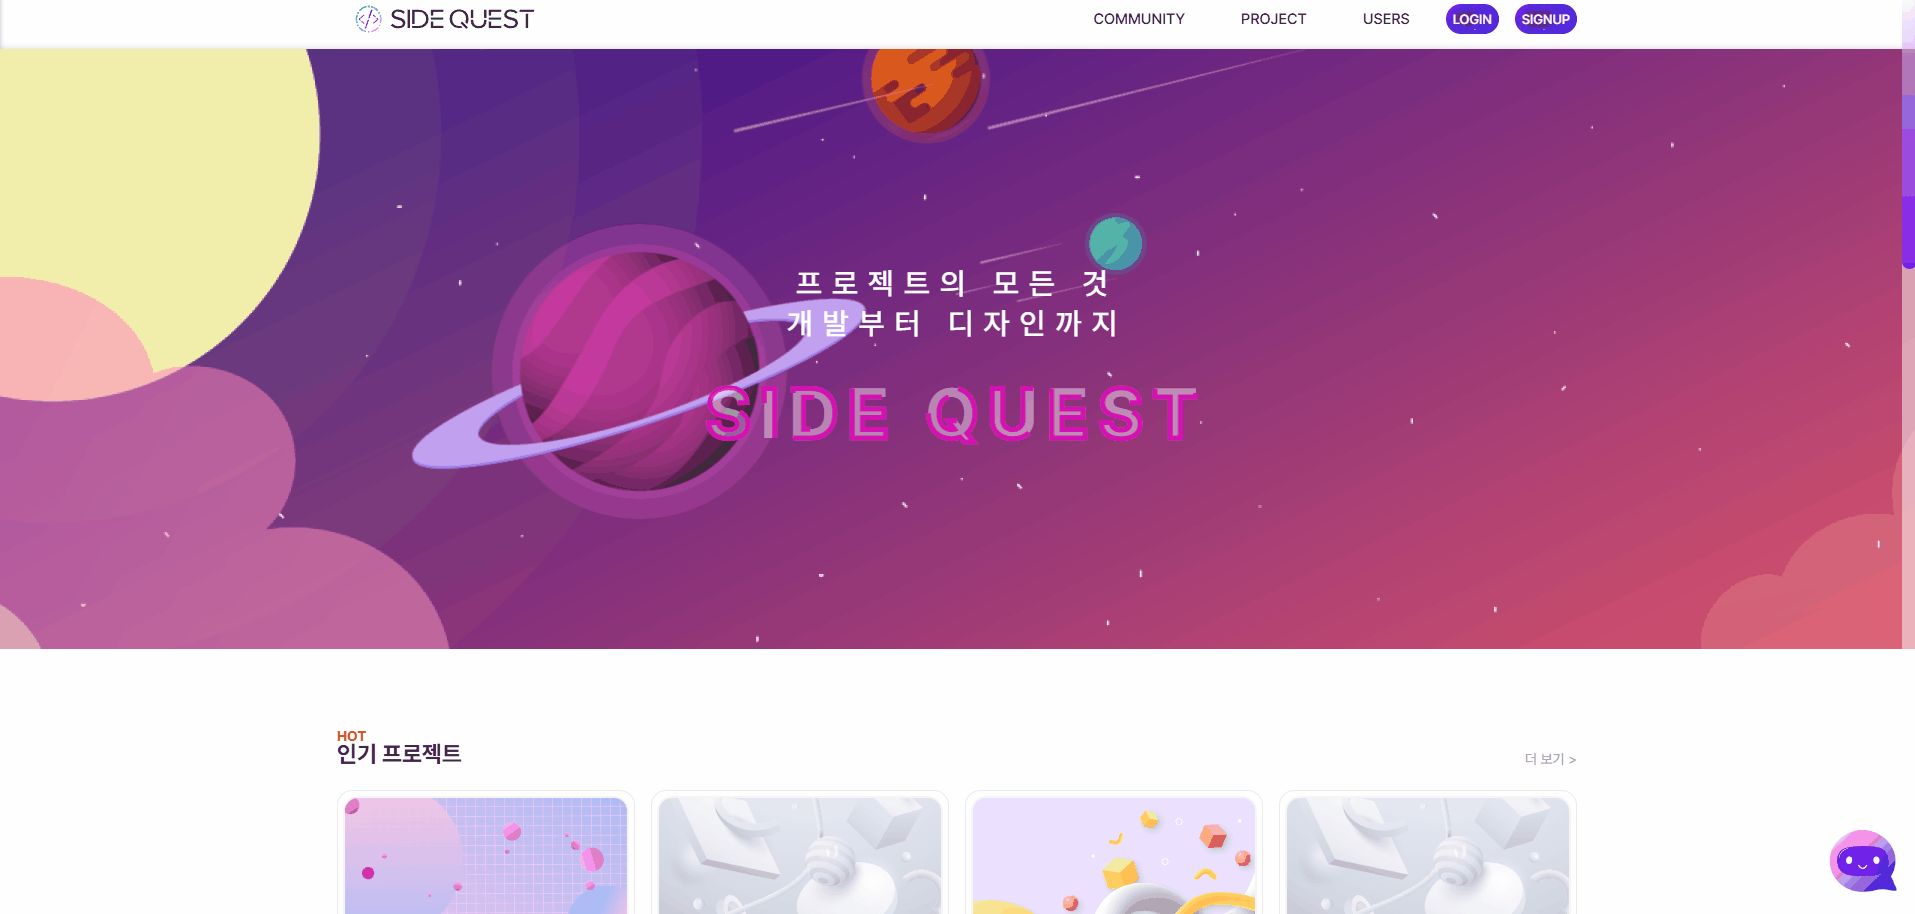 SIDE QUEST
COMMUNITY
PROJECT
USERS
LOGIN
SIGNUP
프로젝트의 모든 것
개발부터 디자인까지
SIDE QUEST
HOT
인기 프로젝트
더 보기 >